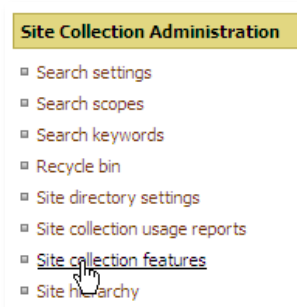 Site Collection Administration
Search settings
Search scopes
Search keywords
Recycle bin
Site directory settings
Site collection usage reports
Site collection features
Site hierarchy